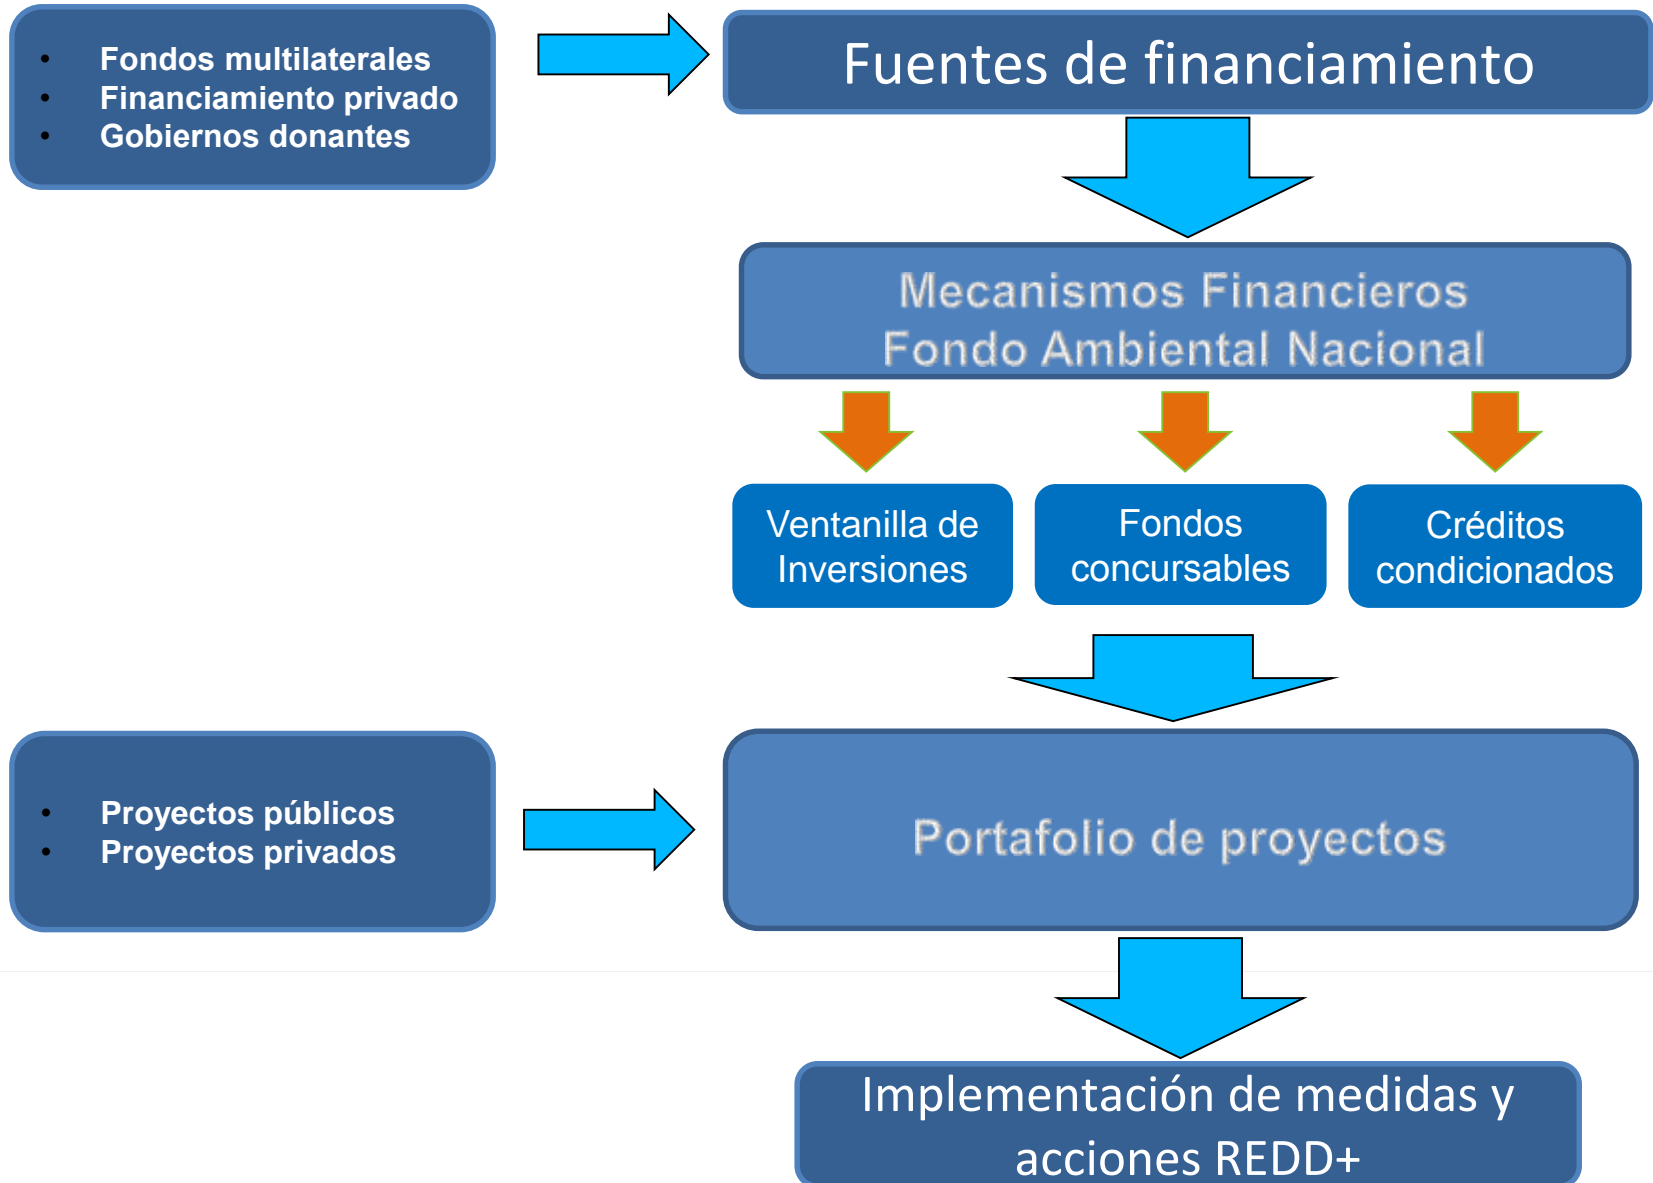 • Fondos multilaterales
• Financiamiento privado
• Gobiernos donantes
Fuentes de financiamiento
Mecanismos Financieros
Fondo Ambiental Nacional
Ventanilla de
Inversiones
Fondos
concursables
Créditos
condicionados
• Proyectos públicos
• Proyectos privados
Portafolio de proyectos
Implementación de medidas y
acciones REDD+